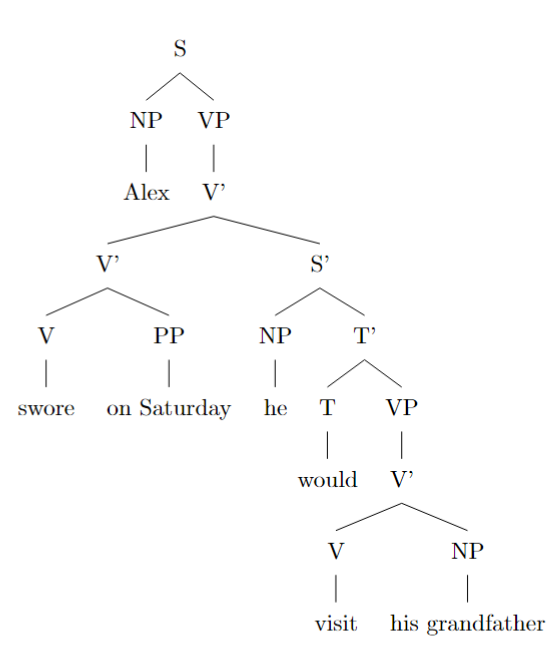 S
NP VP
Alex V’
V’ S’
V PP NP T’
swore on Saturday he T VP
would V’
V NP
visit his grandfather